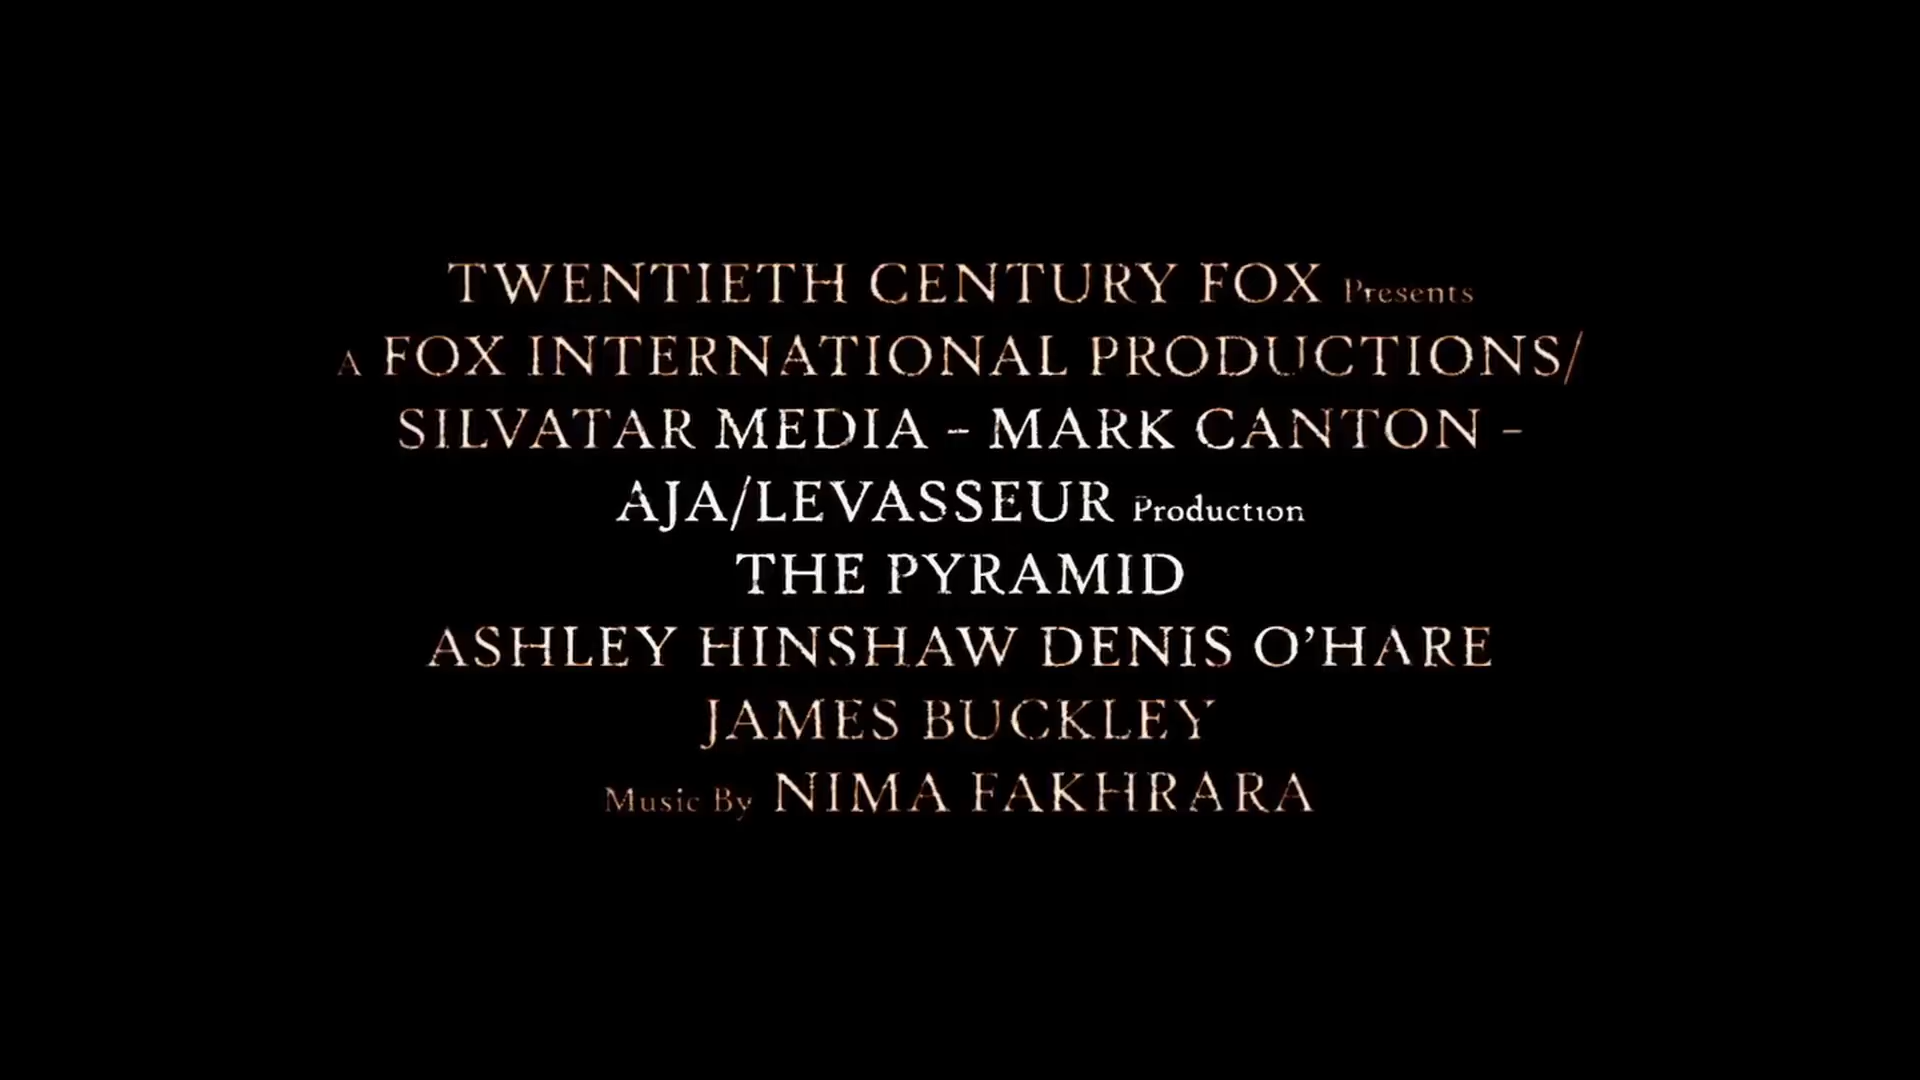 TWENTIETH CENTURY FOX Presents
A FOX INTERNATIONAL PRODUCTIONS/
SILVATAR MEDIA - MARK CANTON -
AJA/LEVASSEUR Production
THE PYRAMID
ASHLEY HINSHAW DENIS O’HARE
JAMES BUCKLEY
Music By NIMA FAKHRARA